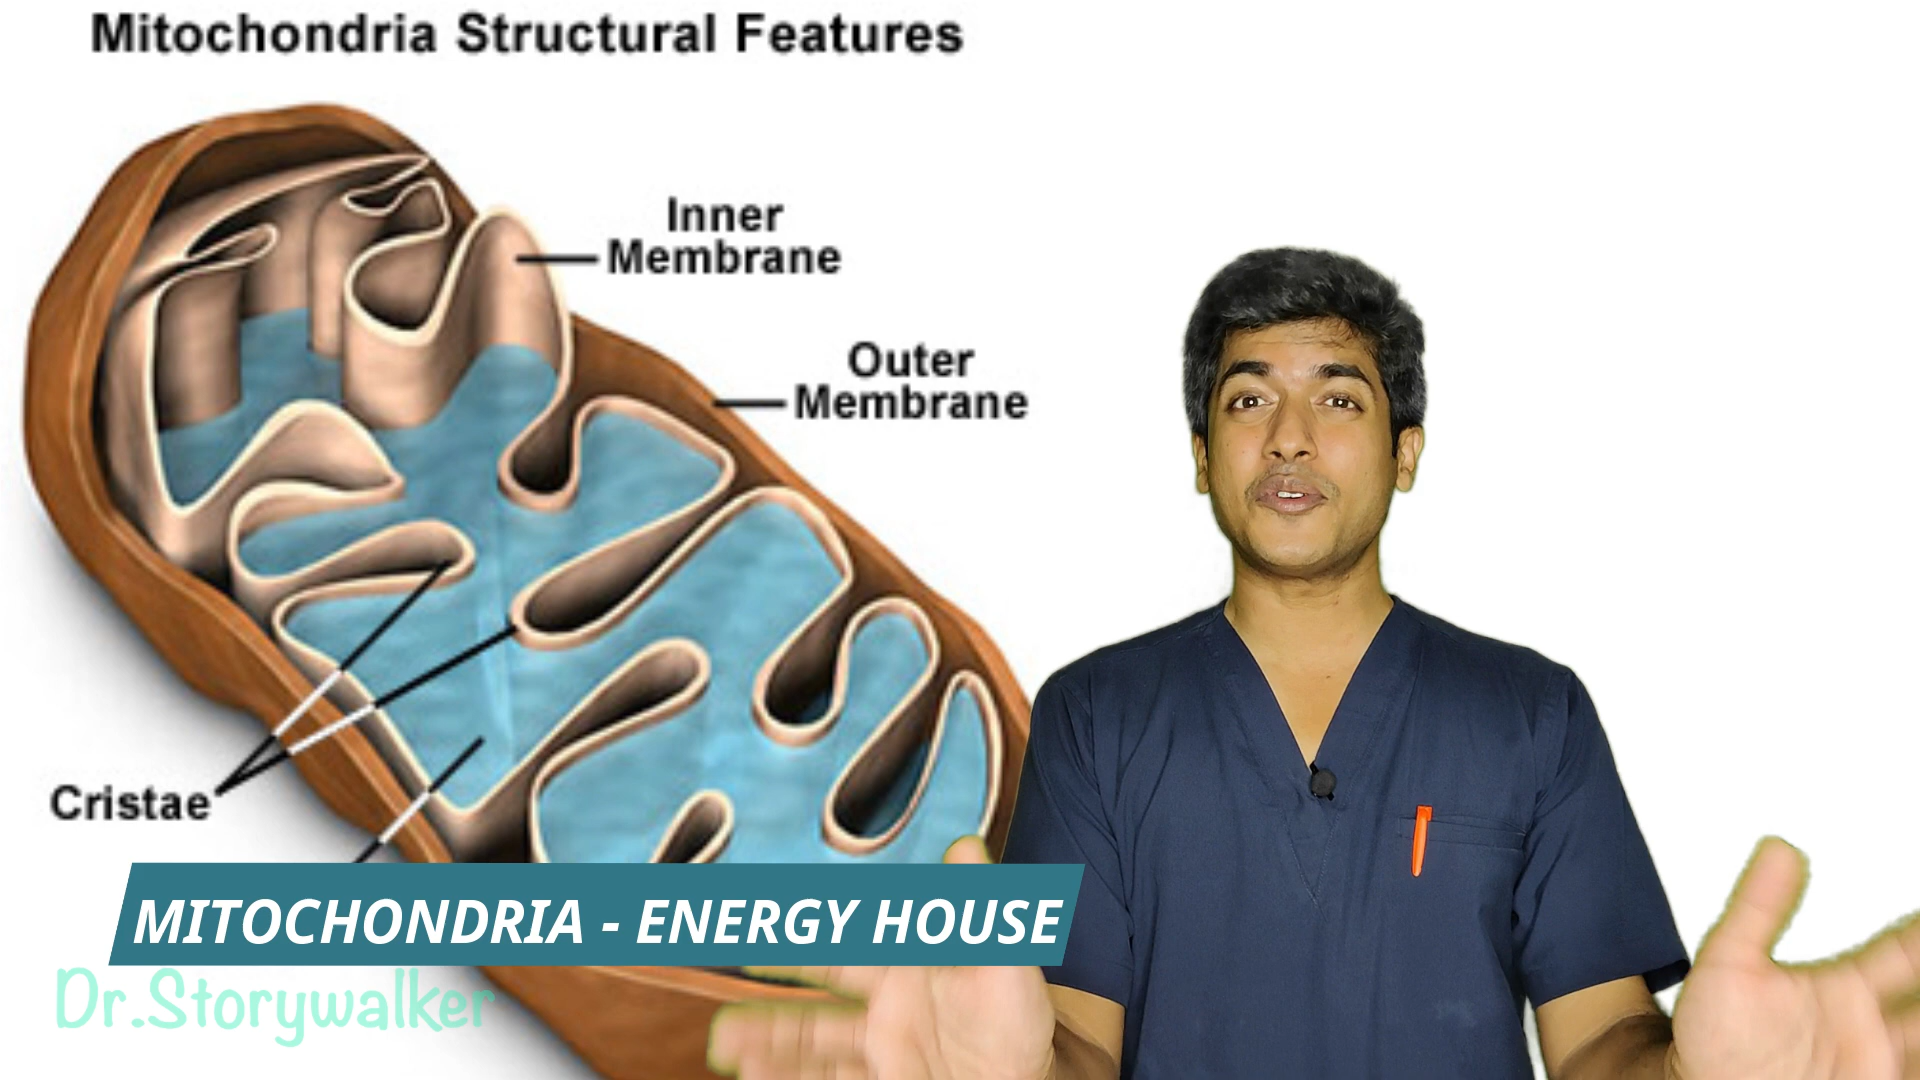 Mitochondria Structural Features
Inner
Membrane
Outer
Membrane
Cristae
MITOCHONDRIA - ENERGY HOUSE
Dr.Storywalker